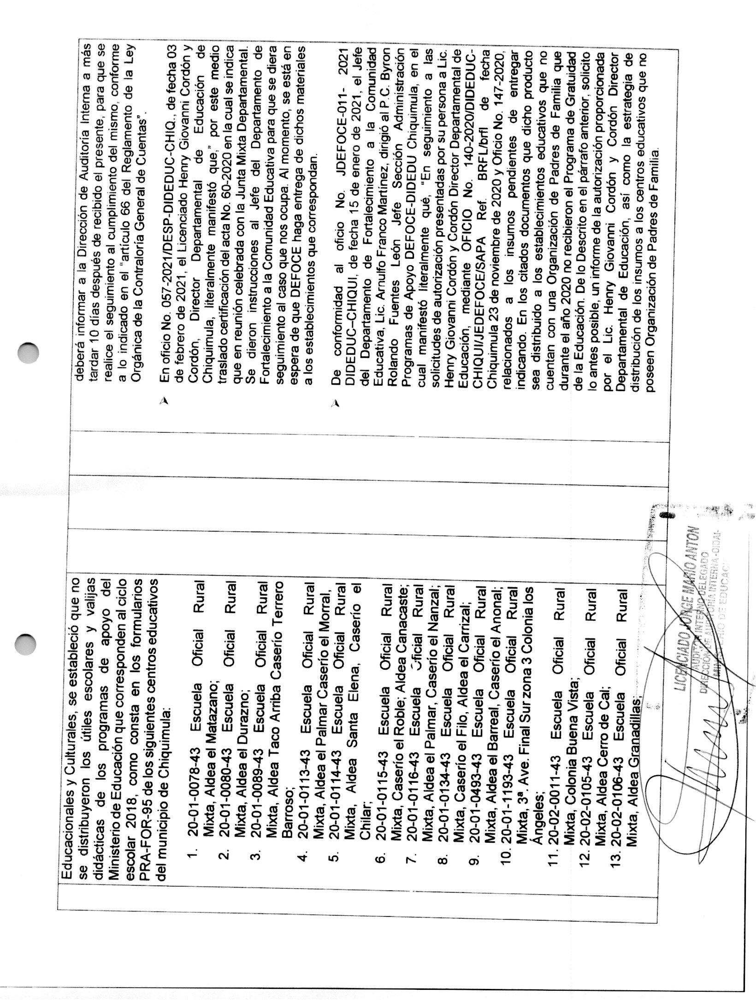 Educacionales y Culturales, se estableció que no
se distribuyeron los útiles escolares y valijas
didácticas de los programas de apoyo del
Ministerio de Educación que corresponden al ciclo
escolar 2018, como consta en los formularios
PRA-FOR-95 de los siguientes centros educativos
del municipio de Chiquimula:
1. 20-01-0078-43 Escuela Oficial Rural
Mixta, Aldea el Matazano;
2. 20-01-0080-43 Escuela Oficial Rural
Mixta, Aldea el Durazno;
3. 20-01-0089-43 Escuela Oficial Rural
Mixta, Aldea Taco Arriba Caserío Terrero
Barroso;
4. 20-01-0113-43 Escuela Oficial Rural
Mixta, Aldea el Palmar Caserío el Morral,
5. 20-01-0114-43 Escuela Oficial Rural
Mixta, Aldea Santa Elena, Caserío el
Chilar;
6. 20-01-0115-43 Escuela Oficial Rural
Mixta, Caserío el Roble; Aldea Canacaste;
7. 20-01-0116-43 Escuela Oficial Rural
Mixta, Aldea el Palmar, Caserío el Nanzal;
8. 20-01-0134-43 Escuela Oficial Rural
Mixta, Caserío el Filo, Aldea el Carrizal;
9. 20-01-0493-43 Escuela Oficial Rural
Mixta, Aldea el Barreal, Caserío el Anonal;
10. 20-01-1193-43 Escuela Oficial Rural
Mixta, 3ª. Ave. Final Sur zona 3 Colonia los
Ángeles;
11. 20-02-0011-43 Escuela Oficial Rural
Mixta, Colonia Buena Vista;
12. 20-02-0105-43 Escuela Oficial Rural
Mixta, Aldea Cerro de Cal;
13. 20-02-0106-43 Escuela Oficial Rural
Mixta, Aldea Granadillas;
deberá informar a la Dirección de Auditoría Interna a más
tardar 10 días después de recibido el presente, para que se
realice el seguimiento al cumplimiento del mismo, conforme
a lo indicado en el "artículo 66 del Reglamento de la Ley
Orgánica de la Contraloría General de Cuentas".
➢ En oficio No. 057-2021/DESP-DIDEDUC-CHIQ., de fecha 03
de febrero de 2021, el Licenciado Henry Giovanni Cordón y
Cordón, Director Departamental de Educación de
Chiquimula, literalmente manifestó que," por este medio
traslado certificación del acta No. 60-2020 en la cual se indica
que en reunión celebrada con la Junta Mixta Departamental.
Se dieron instrucciones al Jefe del Departamento de
Fortalecimiento a la Comunidad Educativa para que se diera
seguimiento al caso que nos ocupa. Al momento, se está en
espera de que DEFOCE haga entrega de dichos materiales
a los establecimientos que correspondan.
➢ De conformidad al oficio No. JDEFOCE-011- 2021
DIDEDUC–CHIQUI, de fecha 15 de enero de 2021, el Jefe
del Departamento de Fortalecimiento a la Comunidad
Educativa, Lic. Arnulfo Franco Martínez, dirigió al P.C. Byron
Rolando Fuentes León Jefe Sección Administración
Programas de Apoyo DEFOCE-DIDEDU Chiquimula, en el
cual manifestó literalmente qué, "En seguimiento a las
solicitudes de autorización presentadas por su persona a Lic.
Henry Giovanni Cordón y Cordón Director Departamental de
Educación, mediante OFICIO No. 140-2020/DIDEDUC-
CHIQUI/JEDEFOCE/SAPA Ref. BRFL/brfl de fecha
Chiquimula 23 de noviembre de 2020 y Oficio No. 147-2020,
relacionados a los insumos pendientes de entregar
indicando. En los citados documentos que dicho producto
sea distribuido a los establecimientos educativos que no
cuentan con una Organización de Padres de Familia que
durante el año 2020 no recibieron el Programa de Gratuidad
de la Educación. De lo Descrito en el párrafo anterior, solicito
lo antes posible, un informe de la autorización proporcionada
por el Lic. Henry Giovanni Cordón y Cordón Director
Departamental de Educación, así como la estrategia de
distribución de los insumos a los centros educativos que no
poseen Organización de Padres de Familia.
LICENCIADO JORGE MARIO ANTON
AUDITOR INTERNO DELEGADO
DIRECCION DE AUDITORÍA INTERNA -DIDAI-
MINISTERIO DE EDUCACI